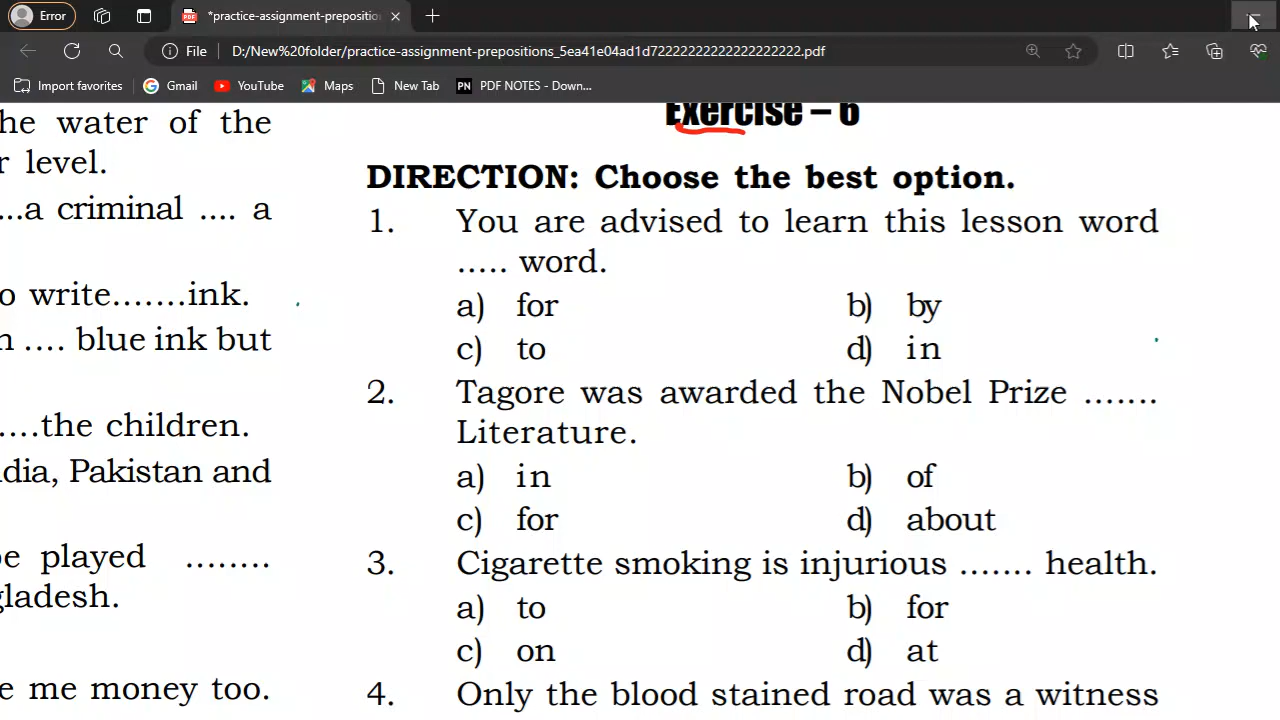 Error
*practice-assignment-prepositio
File D:/New%20folder/practice-assignment-prepositions_5ea41e04ad1d72222222222222222222.pdf
Import favorites Gmail YouTube Maps New Tab PDF NOTES - Down...
he water of the
r level.
...a criminal .... a
o write.......ink.
n .... blue ink but
....the children.
dia, Pakistan and
be played ........
gladesh.
e me money too.
Exercise – 6
DIRECTION: Choose the best option.
1. You are advised to learn this lesson word
..... word.
a) for b) by
c) to d) in
2. Tagore was awarded the Nobel Prize .......
Literature.
a) in b) of
c) for d) about
3. Cigarette smoking is injurious ....... health.
a) to b) for
c) on d) at
4. Only the blood stained road was a witness